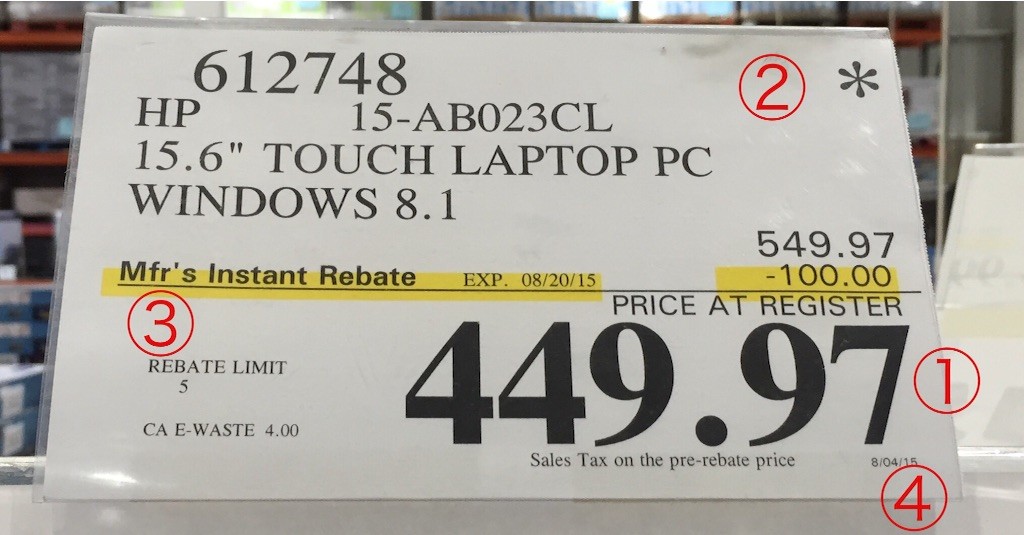 612748 ② *
HP 15-AB023CL
15.6" TOUCH LAPTOP PC
WINDOWS 8.1
549.97
Mfr's Instant Rebate EXP. 08/20/15 -100.00
PRICE AT REGISTER
③
449.97 ①
REBATE LIMIT
5
CA E-WASTE 4.00
Sales Tax on the pre-rebate price 8/04/15
④